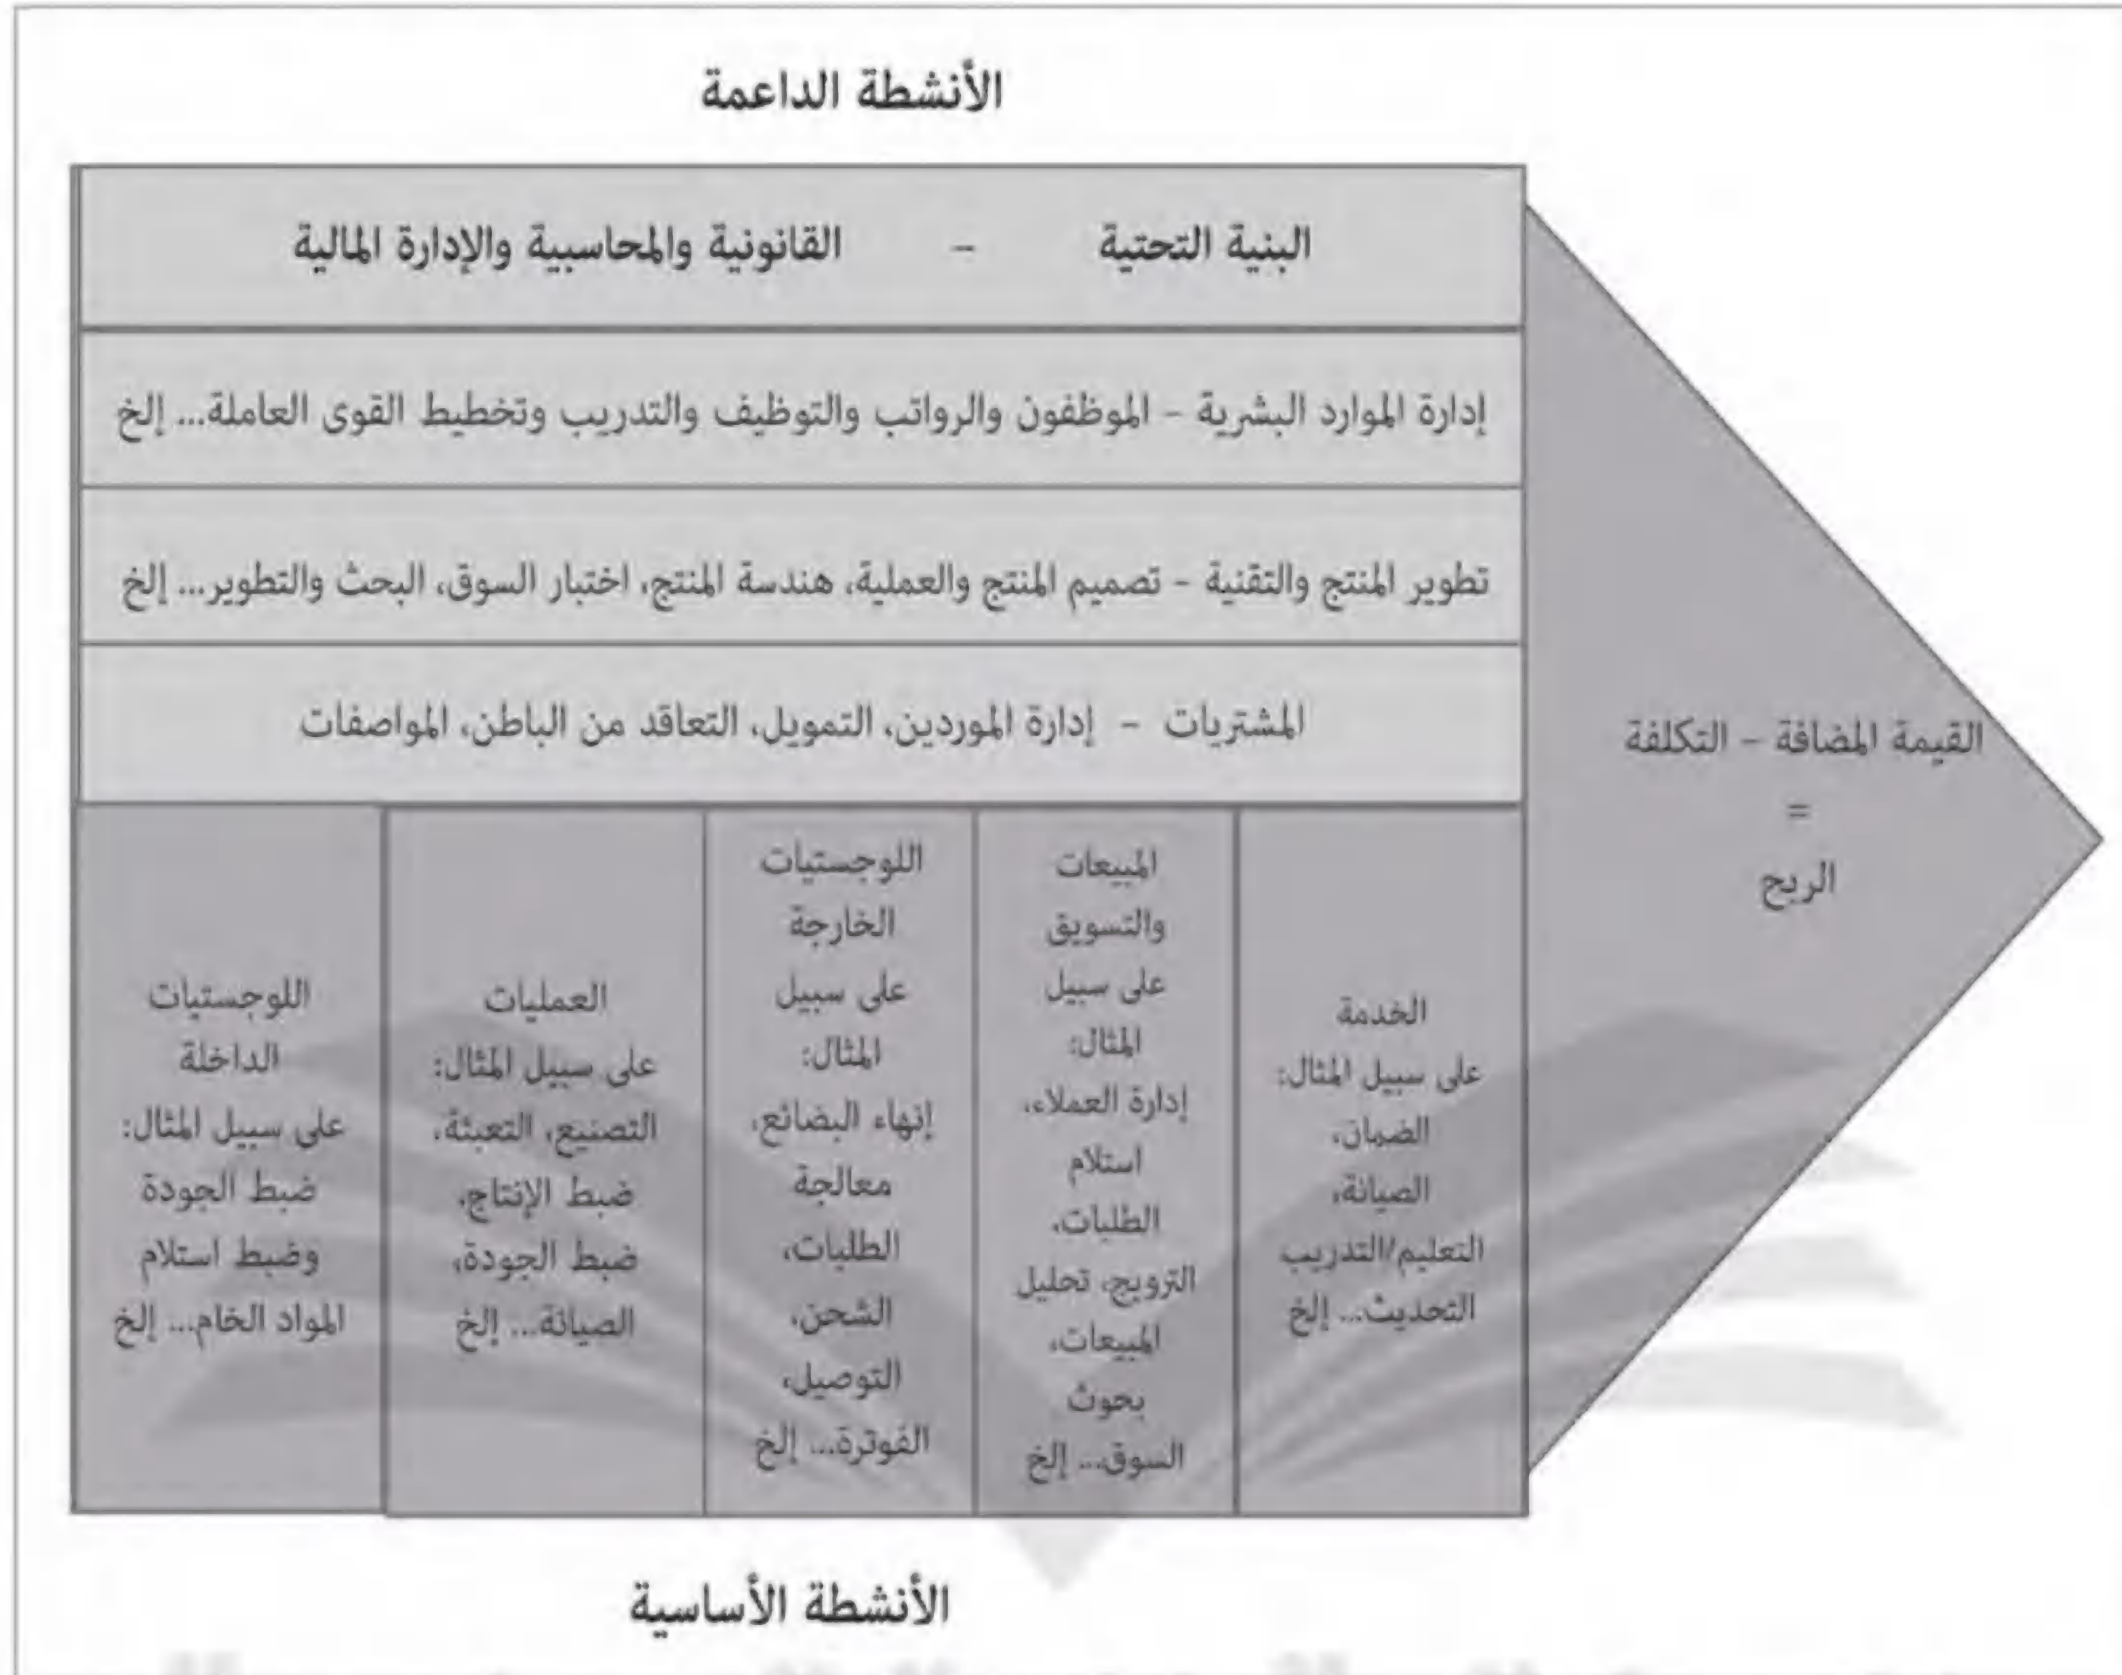 الأنشطة الداعمة
البنية التحتية – القانونية والمحاسبية والإدارة المالية
إدارة الموارد البشرية – الموظفون والرواتب والتوظيف والتدريب وتخطيط القوى العاملة... إلخ
تطوير المنتج والتقنية – تصميم المنتج والعملية، هندسة المنتج، اختبار السوق، البحث والتطوير... إلخ
المشتريات – إدارة الموردين، التمويل، التعاقد من الباطن، المواصفات
القيمة المضافة – التكلفة
=
الربح
الخدمة
على سبيل المثال:
الضمان،
الصيانة،
التعليم/التدريب
التحديث... إلخ
المبيعات
والتسويق
على سبيل
المثال:
إدارة العملاء،
استلام
الطلبات،
الترويج، تحليل
المبيعات،
بحوث
السوق... إلخ
اللوجستيات
الخارجة
على سبيل
المثال:
إنهاء البضائع،
معالجة
الطلبات،
الشحن،
التوصيل،
الفوترة... إلخ
العمليات
على سبيل المثال:
التصنيع، التعبئة،
ضبط الإنتاج،
ضبط الجودة،
الصيانة... إلخ
اللوجستيات
الداخلة
على سبيل المثال:
ضبط الجودة
وضبط استلام
المواد الخام... إلخ
الأنشطة الأساسية